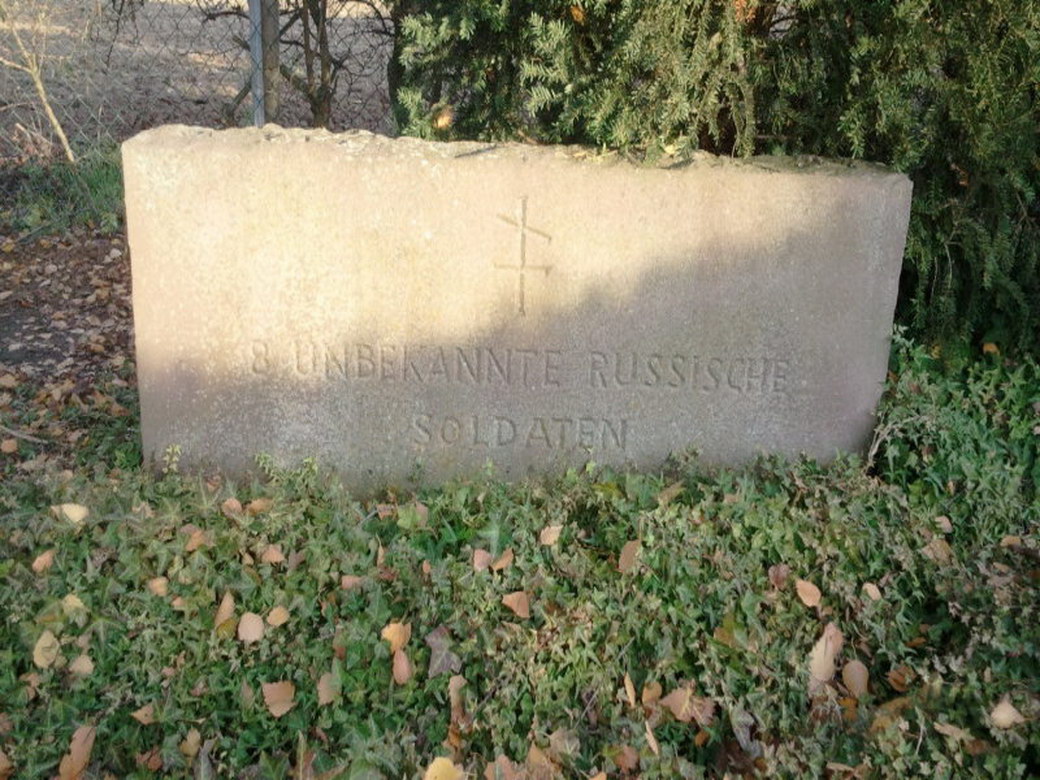 8 UNBEKANNTE RUSSISCHE
SOLDATEN